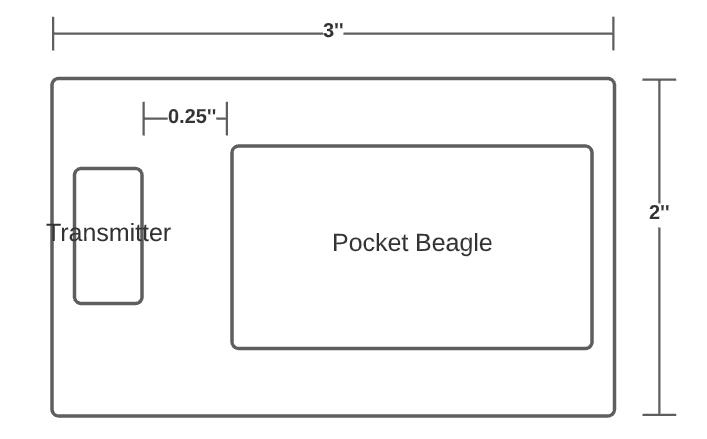 3"
0.25"
2"
Transmitter
Pocket Beagle